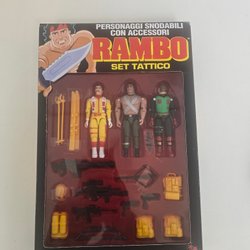 PERSONAGGI SNODABILI
CON ACCESSORI
RAMBO
SET TATTICO